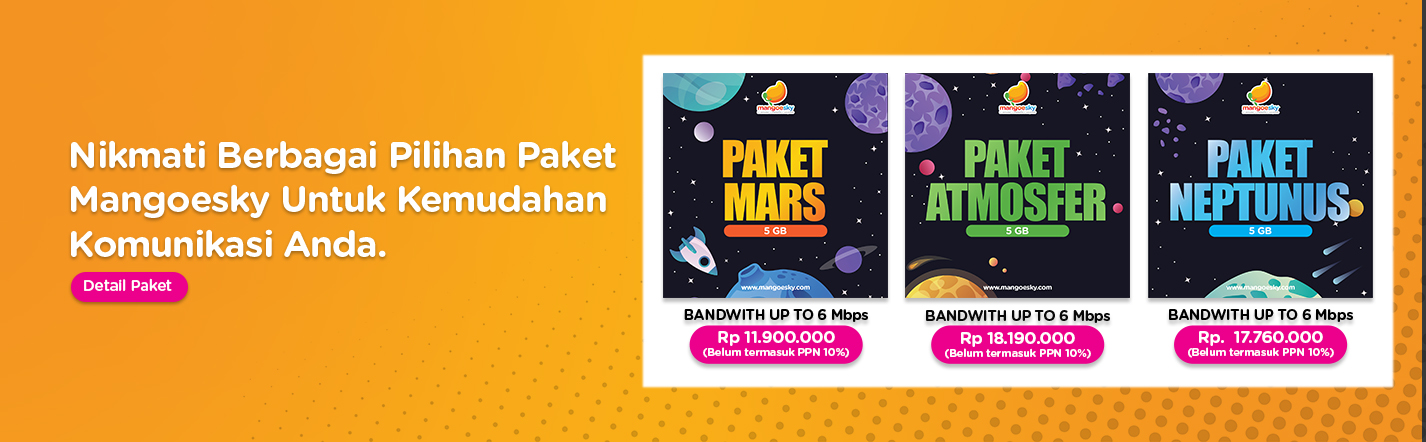 Nikmati Berbagai Pilihan Paket
Mangoesky Untuk Kemudahan
Komunikasi Anda.
Detail Paket
mangoesky
PAKET
MARS
5 GB
www.mangoesky.com
BANDWITH UP TO 6 Mbps
Rp 11.900.000
(Belum termasuk PPN 10%)
mangoesky
PAKET
ATMOSFER
5 GB
www.mangoesky.com
BANDWITH UP TO 6 Mbps
Rp 18.190.000
(Belum termasuk PPN 10%)
mangoesky
PAKET
NEPTUNUS
5 GB
www.mangoesky.com
BANDWITH UP TO 6 Mbps
Rp. 17.760.000
(Belum termasuk PPN 10%)